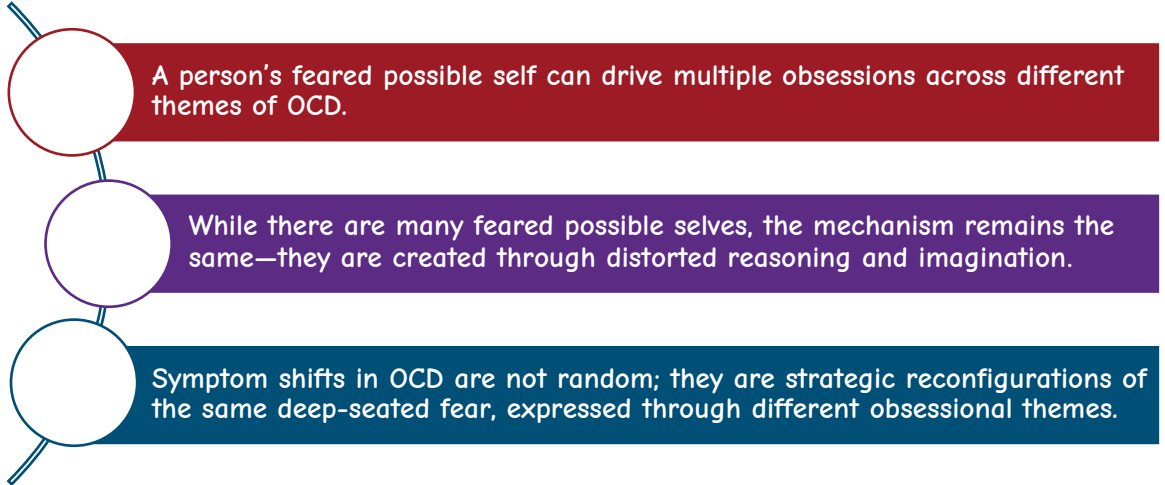 A person's feared possible self can drive multiple obsessions across different
themes of OCD.
While there are many feared possible selves, the mechanism remains the
same—they are created through distorted reasoning and imagination.
Symptom shifts in OCD are not random; they are strategic reconfigurations of
the same deep-seated fear, expressed through different obsessional themes.